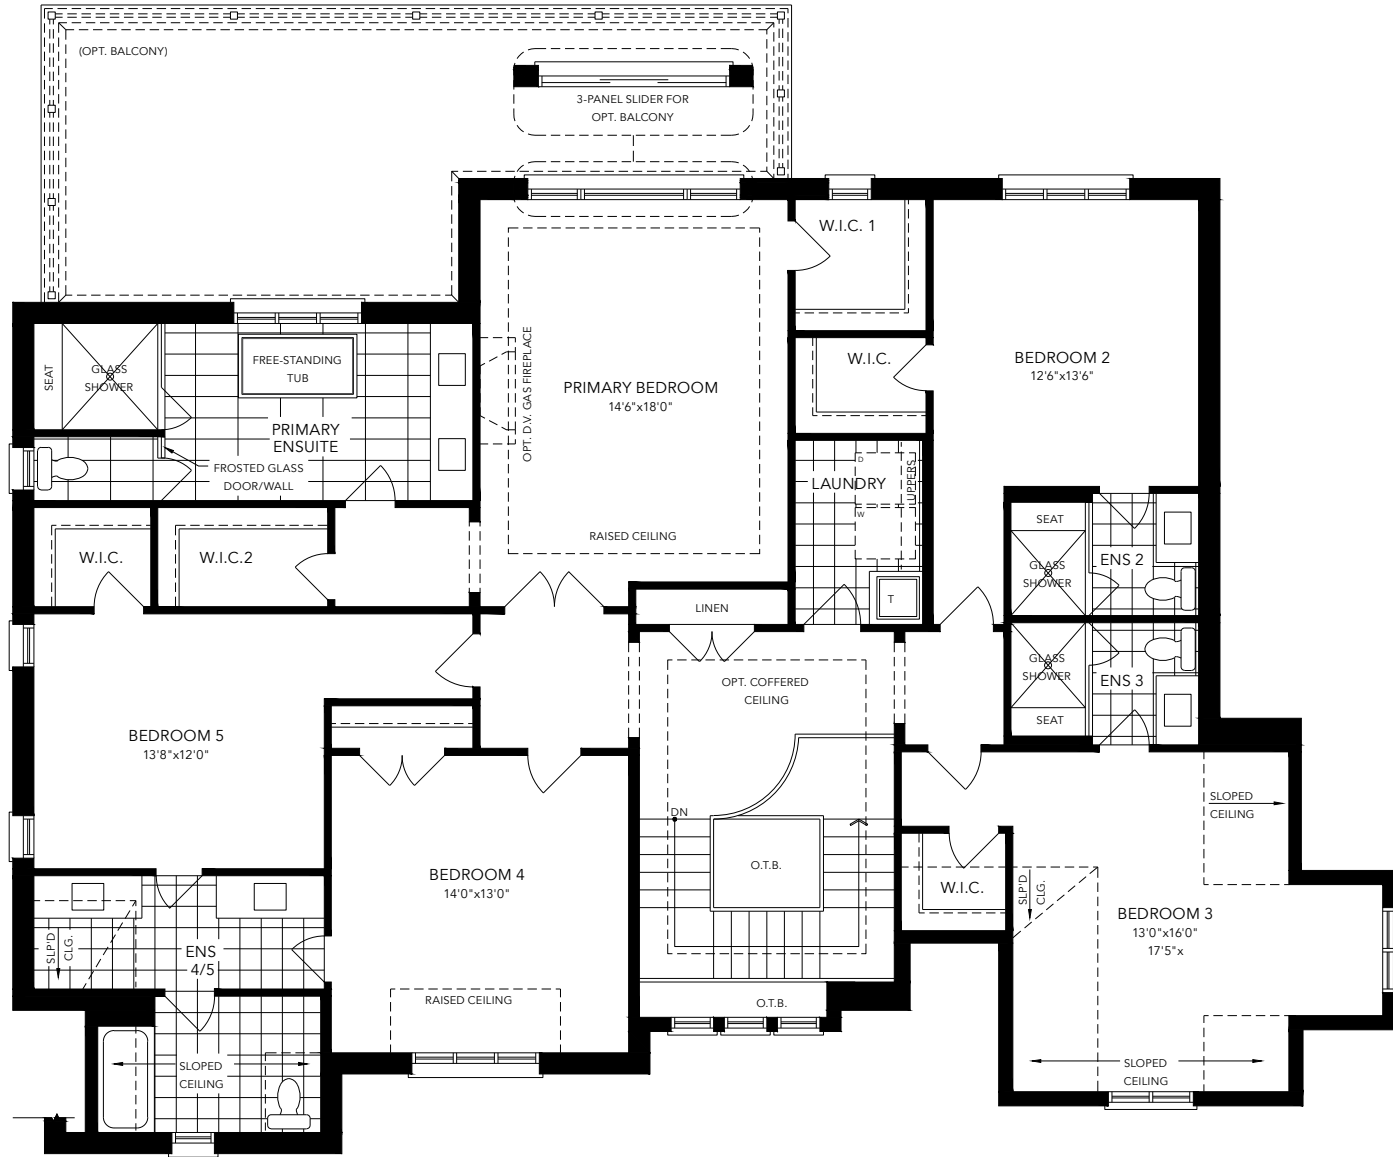 (OPT. BALCONY)
3-PANEL SLIDER FOR
OPT. BALCONY
W.I.C. 1
SEAT
GLASS
SHOWER
FREE-STANDING
TUB
PRIMARY
ENSUITE
FROSTED GLASS
DOOR/WALL
OPT. D.V. GAS FIREPLACE
PRIMARY BEDROOM
14'6"x18'0"
RAISED CEILING
W.I.C.
BEDROOM 2
12'6"x13'6"
LAUNDRY
D
W
UPPERS
T
W.I.C.
W.I.C.2
LINEN
SEAT
GLASS
SHOWER
ENS 2
GLASS
SHOWER
SEAT
ENS 3
OPT. COFFERED
CEILING
BEDROOM 5
13'8"x12'0"
DN
O.T.B.
SLOPED
CEILING
BEDROOM 4
14'0"x13'0"
RAISED CEILING
W.I.C.
SLP'D
CLG.
BEDROOM 3
13'0"x16'0"
17'5"x
SLP'D
CLG.
ENS
4/5
O.T.B.
SLOPED
CEILING
SLOPED
CEILING